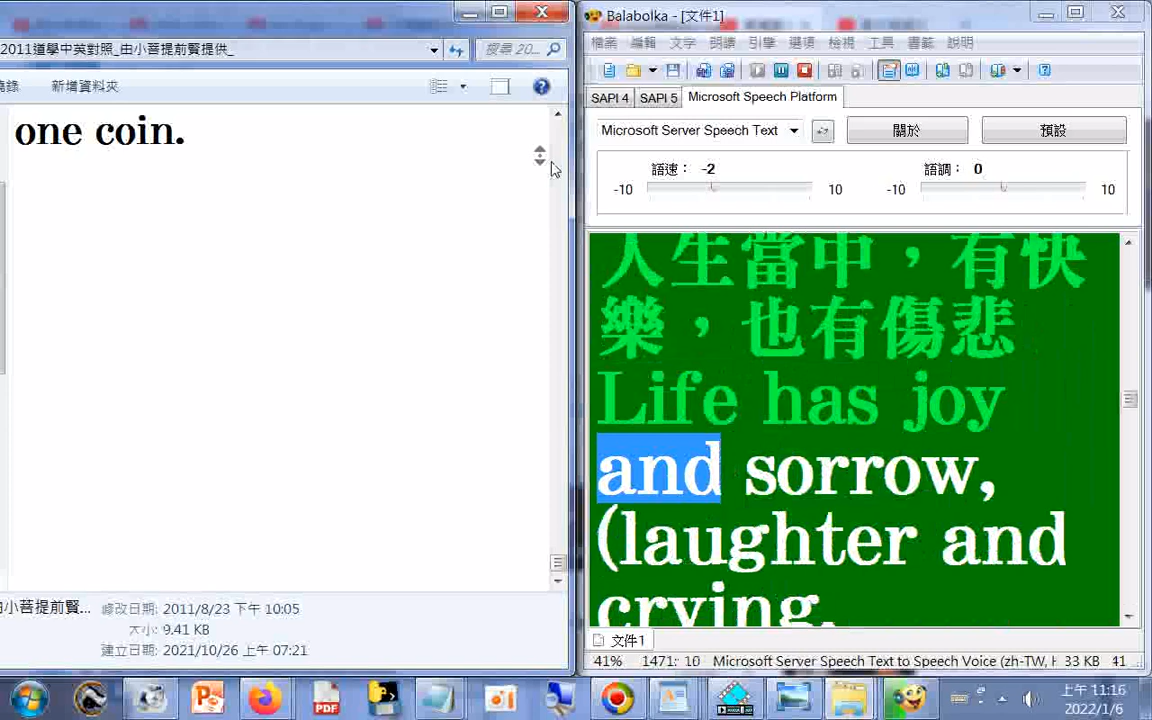 2011道學中英對照_由小菩提前賢提供_
搜尋 20...
新增資料夾
one coin.
由小菩提前賢...
修改日期: 2011/8/23 下午 10:05
大小: 9.41 KB
建立日期: 2021/10/26 上午 07:21
Balabolka - [文件1]
檔案 編輯 文字 朗讀 引擎 選項 檢視 工具 書籤 說明
SAPI 4 SAPI 5 Microsoft Speech Platform
Microsoft Server Speech Text
關於
預設
語速: -2
-10 10
語調: 0
-10 10
人生當中，有快
樂，也有傷悲
Life has joy
and sorrow,
(laughter and
crying.
文件1
41% 1471: 10 Microsoft Server Speech Text to Speech Voice (zh-TW, H 33 KB 41
PDF
上午 11:16
2022/1/6